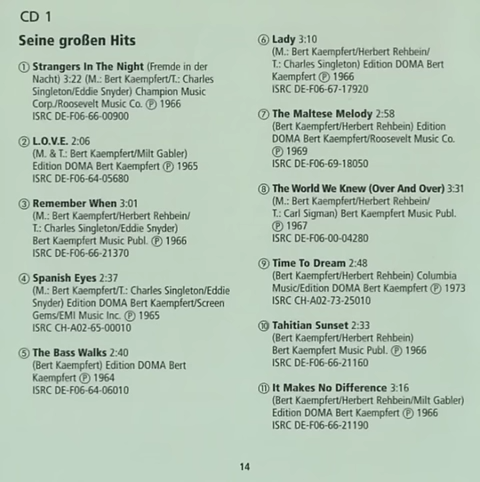 CD 1
Seine großen Hits
① Strangers In The Night (Fremde in der
Nacht) 3:22 (M.: Bert Kaempfert/T.: Charles
Singleton/Eddie Snyder) Champion Music
Corp./Roosevelt Music Co. Ⓟ 1966
ISRC DE-F06-66-00900
② L.O.V.E. 2:06
(M. & T.: Bert Kaempfert/Milt Gabler)
Edition DOMA Bert Kaempfert Ⓟ 1965
ISRC DE-F06-64-05680
③ Remember When 3:01
(M.: Bert Kaempfert/Herbert Rehbein/
T.: Charles Singleton/Eddie Snyder)
Bert Kaempfert Music Publ. Ⓟ 1966
ISRC DE-F06-66-21370
④ Spanish Eyes 2:37
(M.: Bert Kaempfert/T.: Charles Singleton/Eddie
Snyder) Edition DOMA Bert Kaempfert/Screen
Gems/EMI Music Inc. Ⓟ 1965
ISRC CH-A02-65-00010
⑤ The Bass Walks 2:40
(Bert Kaempfert) Edition DOMA Bert
Kaempfert Ⓟ 1964
ISRC DE-F06-64-06010
⑥ Lady 3:10
(M.: Bert Kaempfert/Herbert Rehbein/
T.: Charles Singleton) Edition DOMA Bert
Kaempfert Ⓟ 1966
ISRC DE-F06-67-17920
⑦ The Maltese Melody 2:58
(Bert Kaempfert/Herbert Rehbein) Edition
DOMA Bert Kaempfert/Roosevelt Music Co.
Ⓟ 1969
ISRC DE-F06-69-18050
⑧ The World We Knew (Over And Over) 3:31
(M.: Bert Kaempfert/Herbert Rehbein/
T.: Carl Sigman) Bert Kaempfert Music Publ.
Ⓟ 1967
ISRC DE-F06-00-04280
⑨ Time To Dream 2:48
(Bert Kaempfert/Herbert Rehbein) Columbia
Music/Edition DOMA Bert Kaempfert Ⓟ 1973
ISRC CH-A02-73-25010
⑩ Tahitian Sunset 2:33
(Bert Kaempfert/Herbert Rehbein)
Bert Kaempfert Music Publ. Ⓟ 1966
ISRC DE-F06-66-21160
⑪ It Makes No Difference 3:16
(Bert Kaempfert/Herbert Rehbein/Milt Gabler)
Edition DOMA Bert Kaempfert Ⓟ 1966
ISRC DE-F06-66-21190
14